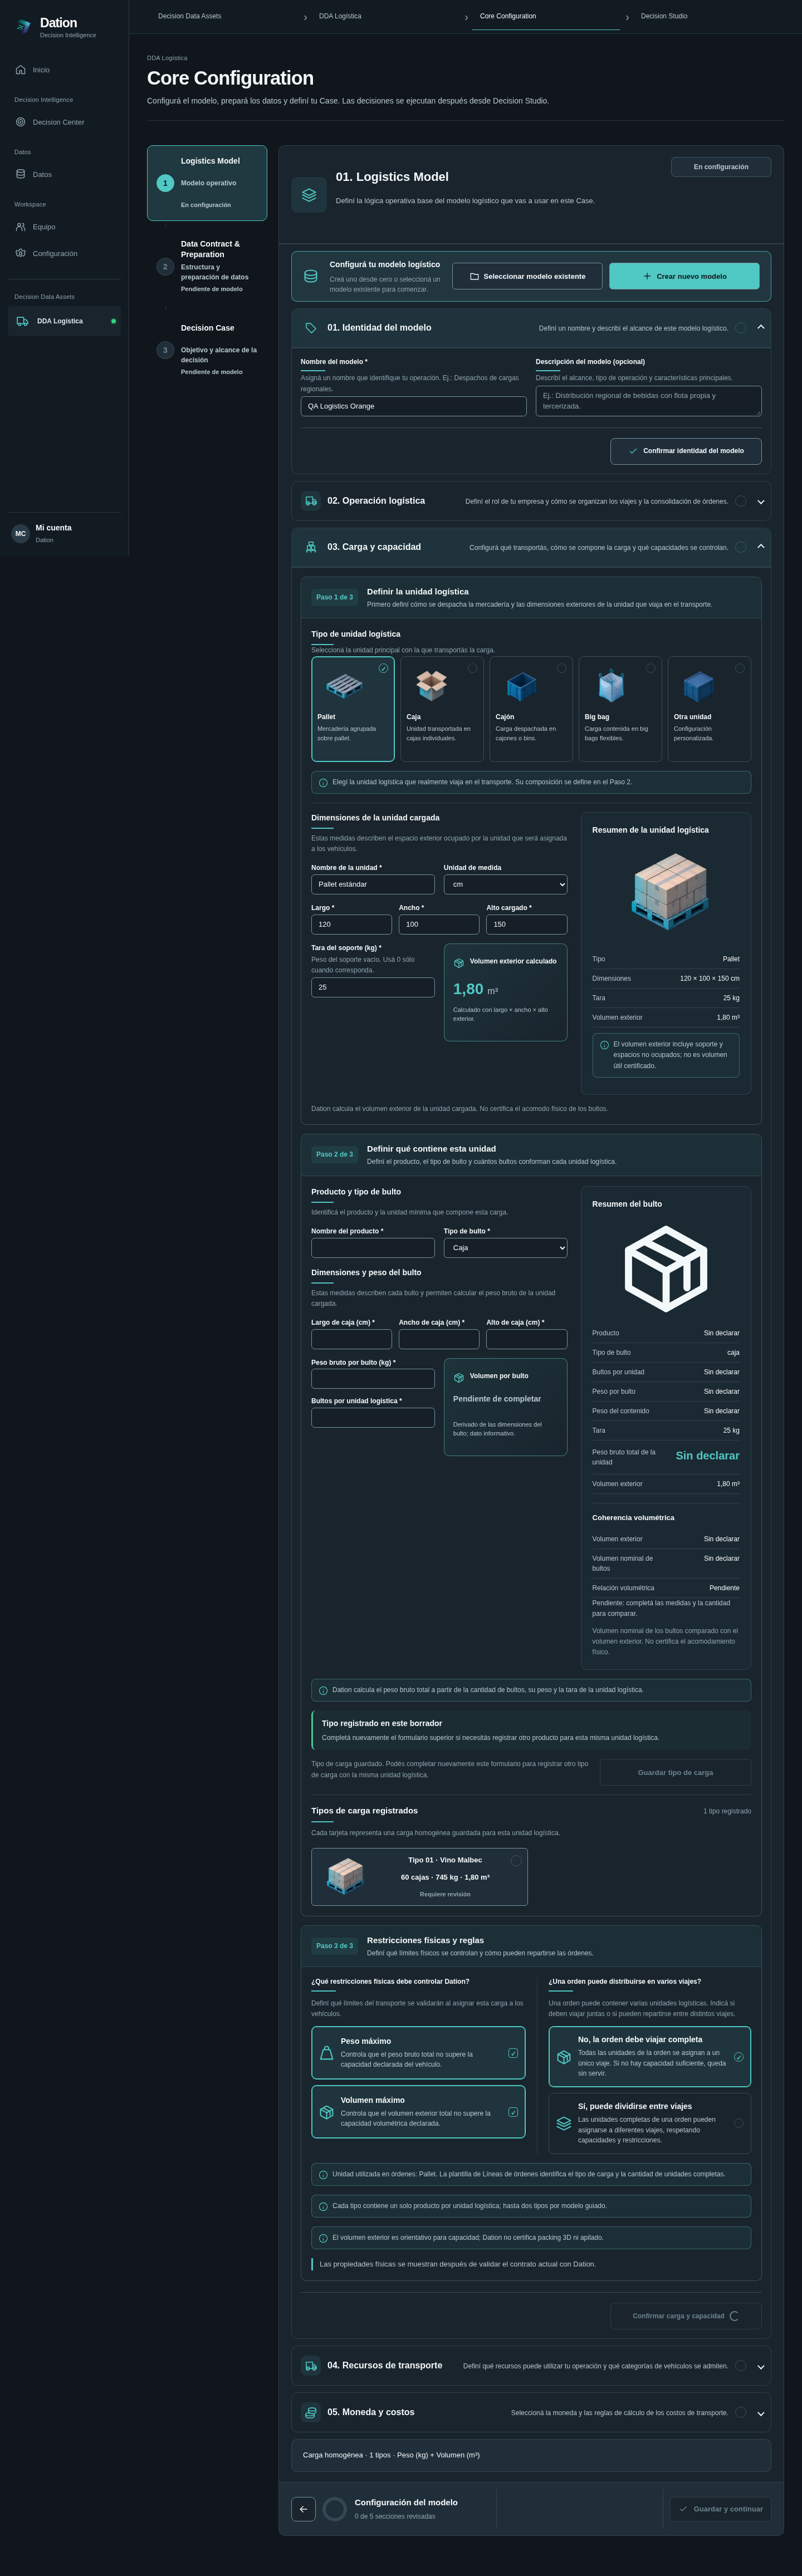 Dation
Decision Intelligence
Inicio
Decision Intelligence
Decision Center
Datos
Datos
Workspace
Equipo
Configuración
Decision Data Assets
DDA Logística
MC
Mi cuenta
Dation
Decision Data Assets
DDA Logística
Core Configuration
Decision Studio
DDA Logística
Core Configuration
Configurá el modelo, prepará los datos y definí tu Case. Las decisiones se ejecutan después desde Decision Studio.
Logistics Model
1
Modelo operativo
En configuración
Data Contract &
Preparation
2
Estructura y
preparación de datos
Pendiente de modelo
Decision Case
3
Objetivo y alcance de la
decisión
Pendiente de modelo
En configuración
01. Logistics Model
Definí la lógica operativa base del modelo logístico que vas a usar en este Case.
Configurá tu modelo logístico
Creá uno desde cero o seleccioná un
modelo existente para comenzar.
Seleccionar modelo existente
Crear nuevo modelo
01. Identidad del modelo
Definí un nombre y describí el alcance de este modelo logístico.
Nombre del modelo *
Asigná un nombre que identifique tu operación. Ej.: Despachos de cargas
regionales.
QA Logistics Orange
Descripción del modelo (opcional)
Describí el alcance, tipo de operación y características principales.
Ej.: Distribución regional de bebidas con flota propia y
tercerizada.
Confirmar identidad del modelo
02. Operación logística
Definí el rol de tu empresa y cómo se organizan los viajes y la consolidación de órdenes.
03. Carga y capacidad
Configurá qué transportás, cómo se compone la carga y qué capacidades se controlan.
Paso 1 de 3
Definir la unidad logística
Primero definí cómo se despacha la mercadería y las dimensiones exteriores de la unidad que viaja en el transporte.
Tipo de unidad logística
Seleccioná la unidad principal con la que transportás la carga.
Pallet
Mercadería agrupada
sobre pallet.
Caja
Unidad transportada en
cajas individuales.
Cajón
Carga despachada en
cajones o bins.
Big bag
Carga contenida en big
bags flexibles.
Otra unidad
Configuración
personalizada.
Elegí la unidad logística que realmente viaja en el transporte. Su composición se define en el Paso 2.
Dimensiones de la unidad cargada
Estas medidas describen el espacio exterior ocupado por la unidad que será asignada
a los vehículos.
Nombre de la unidad *
Pallet estándar
Unidad de medida
cm
Largo *
120
Ancho *
100
Alto cargado *
150
Tara del soporte (kg) *
Peso del soporte vacío. Usá 0 sólo
cuando corresponda.
25
Volumen exterior calculado
1,80 m³
Calculado con largo × ancho × alto
exterior.
Resumen de la unidad logística
Tipo Pallet
Dimensiones 120 × 100 × 150 cm
Tara 25 kg
Volumen exterior 1,80 m³
El volumen exterior incluye soporte y
espacios no ocupados; no es volumen
útil certificado.
Dation calcula el volumen exterior de la unidad cargada. No certifica el acomodo físico de los bultos.
Paso 2 de 3
Definir qué contiene esta unidad
Definí el producto, el tipo de bulto y cuántos bultos conforman cada unidad logística.
Producto y tipo de bulto
Identificá el producto y la unidad mínima que compone esta carga.
Nombre del producto *
Tipo de bulto *
Caja
Dimensiones y peso del bulto
Estas medidas describen cada bulto y permiten calcular el peso bruto de la unidad
cargada.
Largo de caja (cm) *
Ancho de caja (cm) *
Alto de caja (cm) *
Peso bruto por bulto (kg) *
Bultos por unidad logística *
Volumen por bulto
Pendiente de completar
Derivado de las dimensiones del
bulto; dato informativo.
Resumen del bulto
Producto Sin declarar
Tipo de bulto caja
Bultos por unidad Sin declarar
Peso por bulto Sin declarar
Peso del contenido Sin declarar
Tara 25 kg
Peso bruto total de la
unidad
Sin declarar
Volumen exterior 1,80 m³
Coherencia volumétrica
Volumen exterior Sin declarar
Volumen nominal de
bultos
Sin declarar
Relación volumétrica Pendiente
Pendiente: completá las medidas y la cantidad
para comparar.
Volumen nominal de los bultos comparado con el
volumen exterior. No certifica el acomodamiento
físico.
Dation calcula el peso bruto total a partir de la cantidad de bultos, su peso y la tara de la unidad logística.
Tipo registrado en este borrador
Completá nuevamente el formulario superior si necesitás registrar otro producto para esta misma unidad logística.
Tipo de carga guardado. Podés completar nuevamente este formulario para registrar otro tipo
de carga con la misma unidad logística.
Guardar tipo de carga
Tipos de carga registrados
1 tipo registrado
Cada tarjeta representa una carga homogénea guardada para esta unidad logística.
Tipo 01 · Vino Malbec
60 cajas · 745 kg · 1,80 m³
Requiere revisión
Paso 3 de 3
Restricciones físicas y reglas
Definí qué límites físicos se controlan y cómo pueden repartirse las órdenes.
¿Qué restricciones físicas debe controlar Dation?
Definí qué límites del transporte se validarán al asignar esta carga a los
vehículos.
Peso máximo
Controla que el peso bruto total no supere la
capacidad declarada del vehículo.
Volumen máximo
Controla que el volumen exterior total no supere la
capacidad volumétrica declarada.
¿Una orden puede distribuirse en varios viajes?
Una orden puede contener varias unidades logísticas. Indicá si
deben viajar juntas o si pueden repartirse entre distintos viajes.
No, la orden debe viajar completa
Todas las unidades de la orden se asignan a un
único viaje. Si no hay capacidad suficiente, queda
sin servir.
Sí, puede dividirse entre viajes
Las unidades completas de una orden pueden
asignarse a diferentes viajes, respetando
capacidades y restricciones.
Unidad utilizada en órdenes: Pallet. La plantilla de Líneas de órdenes identifica el tipo de carga y la cantidad de unidades completas.
Cada tipo contiene un solo producto por unidad logística; hasta dos tipos por modelo guiado.
El volumen exterior es orientativo para capacidad; Dation no certifica packing 3D ni apilado.
Las propiedades físicas se muestran después de validar el contrato actual con Dation.
Confirmar carga y capacidad
04. Recursos de transporte
Definí qué recursos puede utilizar tu operación y qué categorías de vehículos se admiten.
05. Moneda y costos
Seleccioná la moneda y las reglas de cálculo de los costos de transporte.
Carga homogénea · 1 tipos · Peso (kg) + Volumen (m³)
Configuración del modelo
0 de 5 secciones revisadas
Guardar y continuar